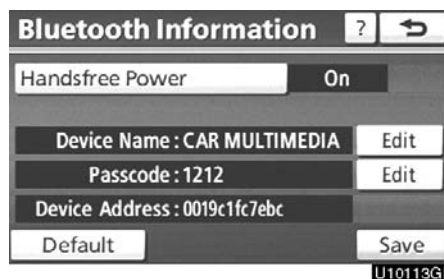 Bluetooth Information ?
Handsfree Power On
Device Name : CAR MULTIMEDIA Edit
Passcode : 1212 Edit
Device Address : 0019c1fc7ebc
Default Save
U10113G